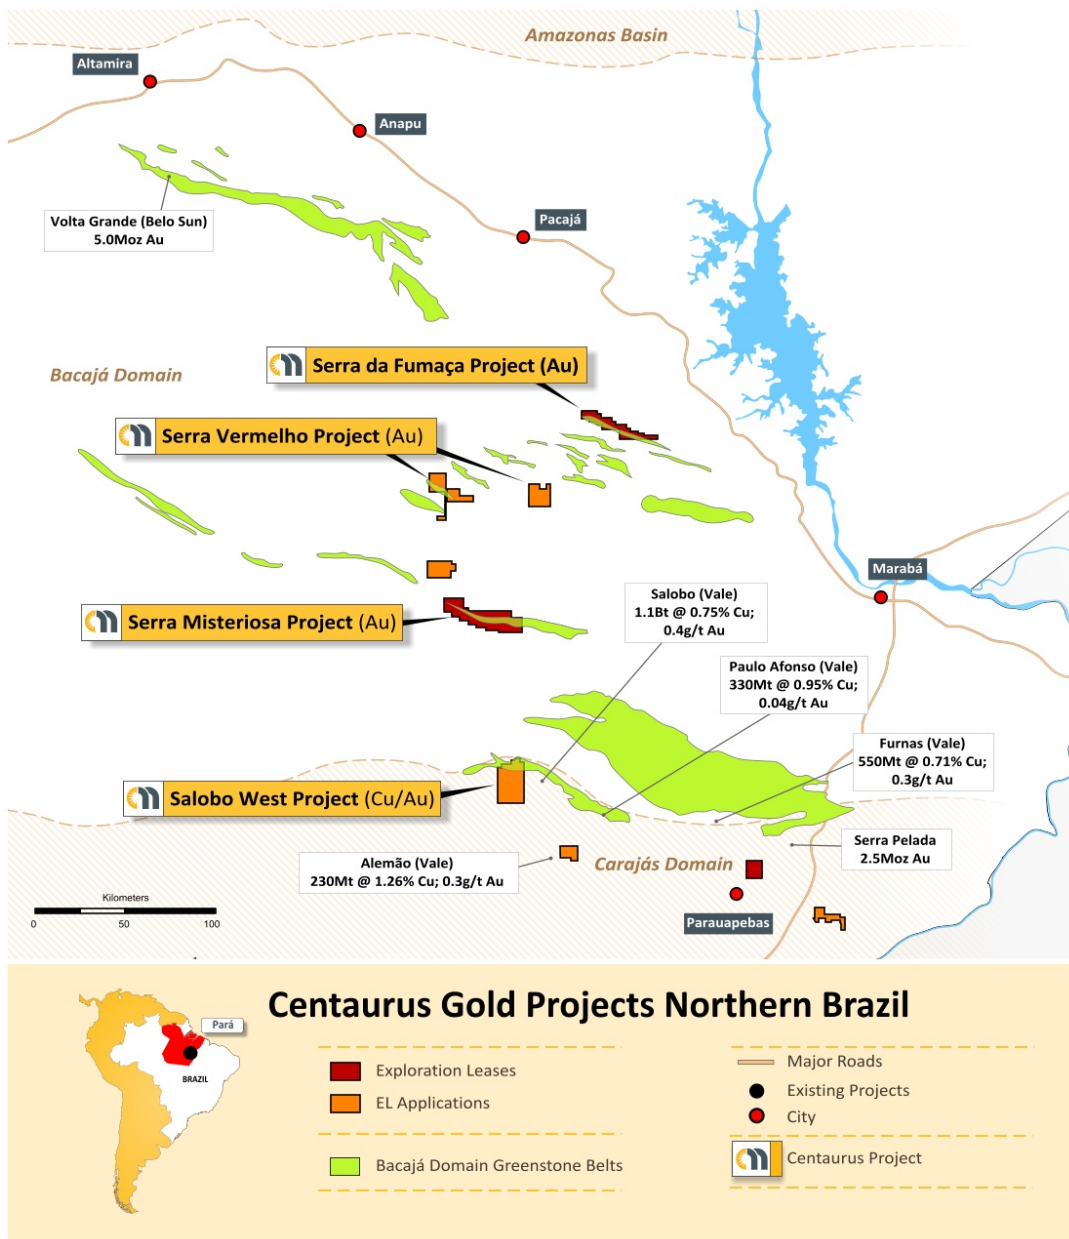 Amazonas Basin
Altamira
Anapu
Volta Grande (Belo Sun)
5.0Moz Au
Pacajá
Bacajá Domain
Serra da Fumaça Project (Au)
Serra Vermelho Project (Au)
Marabá
Salobo (Vale)
1.1Bt @ 0.75% Cu;
0.4g/t Au
Serra Misteriosa Project (Au)
Paulo Afonso (Vale)
330Mt @ 0.95% Cu;
0.04g/t Au
Furnas (Vale)
550Mt @ 0.71% Cu;
0.3g/t Au
Salobo West Project (Cu/Au)
Serra Pelada
2.5Moz Au
Alemão (Vale)
230Mt @ 1.26% Cu; 0.3g/t Au
Carajás Domain
Parauapebas
Kilometers
0 50 100
Centaurus Gold Projects Northern Brazil
Pará
BRAZIL
Exploration Leases
EL Applications
Bacajá Domain Greenstone Belts
Major Roads
Existing Projects
City
Centaurus Project